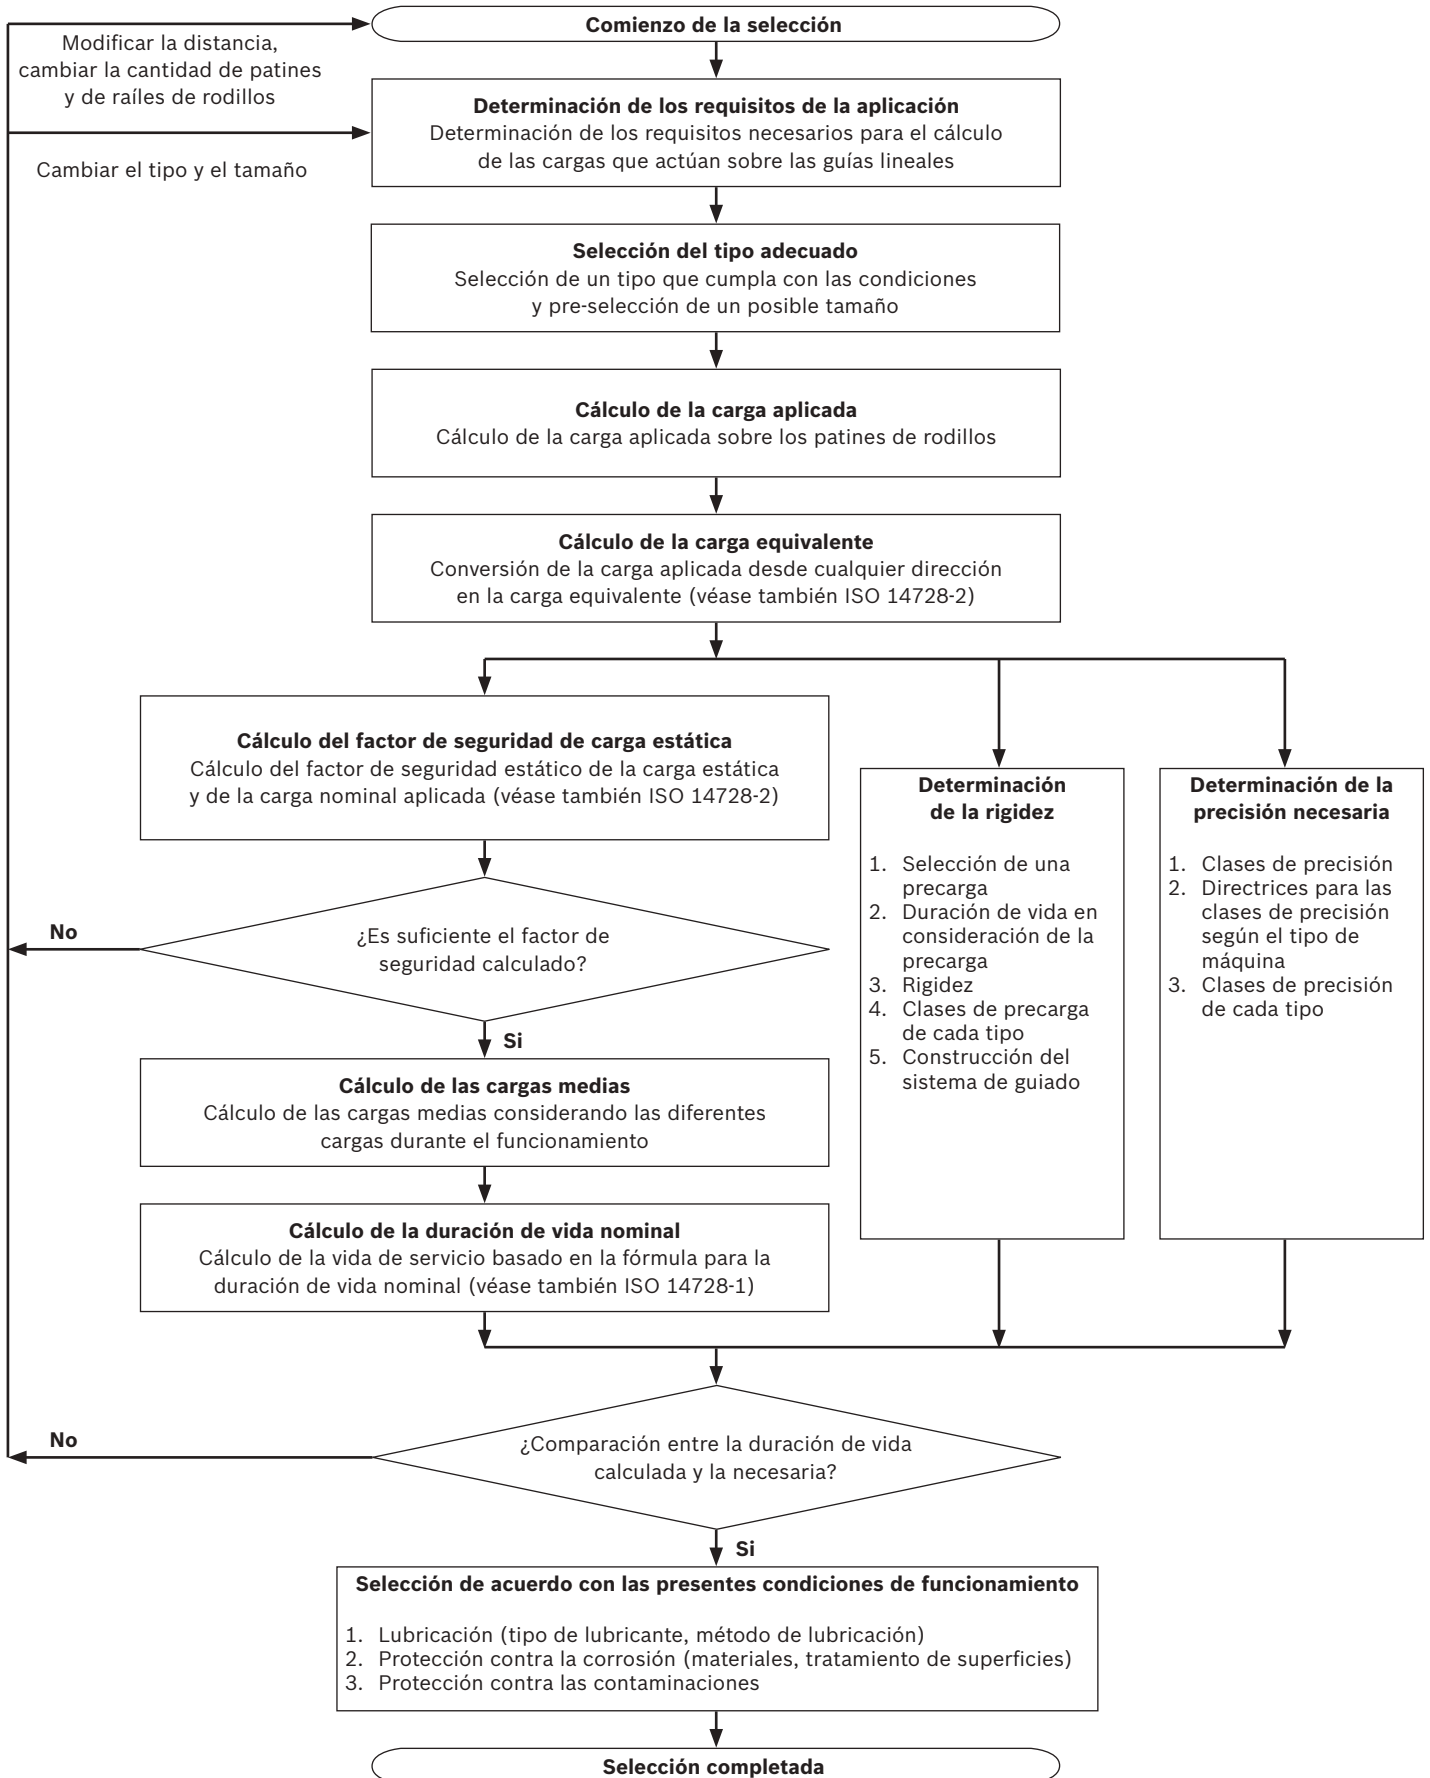 Comienzo de la selección
Modificar la distancia,
cambiar la cantidad de patines
y de raíles de rodillos
Determinación de los requisitos de la aplicación
Determinación de los requisitos necesarios para el cálculo
de las cargas que actúan sobre las guías lineales
Cambiar el tipo y el tamaño
Selección del tipo adecuado
Selección de un tipo que cumpla con las condiciones
y pre-selección de un posible tamaño
Cálculo de la carga aplicada
Cálculo de la carga aplicada sobre los patines de rodillos
Cálculo de la carga equivalente
Conversión de la carga aplicada desde cualquier dirección
en la carga equivalente (véase también ISO 14728-2)
Cálculo del factor de seguridad de carga estática
Cálculo del factor de seguridad estático de la carga estática
y de la carga nominal aplicada (véase también ISO 14728-2)
No
¿Es suficiente el factor de
seguridad calculado?
Si
Cálculo de las cargas medias
Cálculo de las cargas medias considerando las diferentes
cargas durante el funcionamiento
Cálculo de la duración de vida nominal
Cálculo de la vida de servicio basado en la fórmula para la
duración de vida nominal (véase también ISO 14728-1)
Determinación
de la rigidez
1. Selección de una
precarga
2. Duración de vida en
consideración de la
precarga
3. Rigidez
4. Clases de precarga
de cada tipo
5. Construcción del
sistema de guiado
Determinación de la
precisión necesaria
1. Clases de precisión
2. Directrices para las
clases de precisión
según el tipo de
máquina
3. Clases de precisión
de cada tipo
No
¿Comparación entre la duración de vida
calculada y la necesaria?
Si
Selección de acuerdo con las presentes condiciones de funcionamiento
1. Lubricación (tipo de lubricante, método de lubricación)
2. Protección contra la corrosión (materiales, tratamiento de superficies)
3. Protección contra las contaminaciones
Selección completada